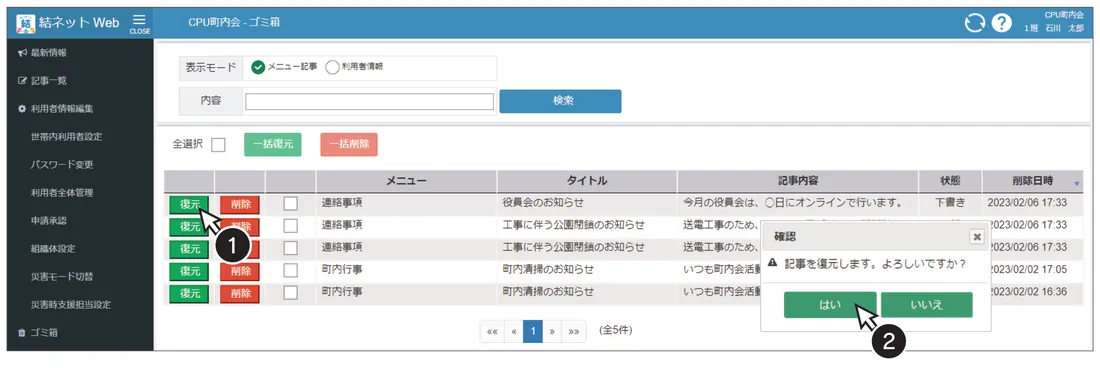 結ネット Web
CLOSE
CPU町内会 - ゴミ箱
?
CPU町内会
1班 石川 太郎
最新情報
記事一覧
利用者情報編集
世帯内利用者設定
パスワード変更
利用者全体管理
申請承認
組織体設定
災害モード切替
災害時支援担当設定
ゴミ箱
表示モード メニュー記事 利用者情報
内容 検索
全選択 一括復元 一括削除
メニュー タイトル 記事内容 状態 削除日時
復元 削除 連絡事項 役員会のお知らせ 今月の役員会は、〇日にオンラインで行います。 下書き 2023/02/06 17:33
復元 削除 連絡事項 工事に伴う公園閉鎖のお知らせ 送電工事のため、 2023/02/06 17:33
復元 削除 連絡事項 工事に伴う公園閉鎖のお知らせ 送電工事のため、 2023/02/06 17:33
復元 削除 町内行事 町内清掃のお知らせ いつも町内会活動 2023/02/02 17:05
復元 削除 町内行事 町内清掃のお知らせ いつも町内会活動 2023/02/02 16:36
1
確認
記事を復元します。よろしいですか？
はい いいえ
2
«« « 1 » »» (全5件)